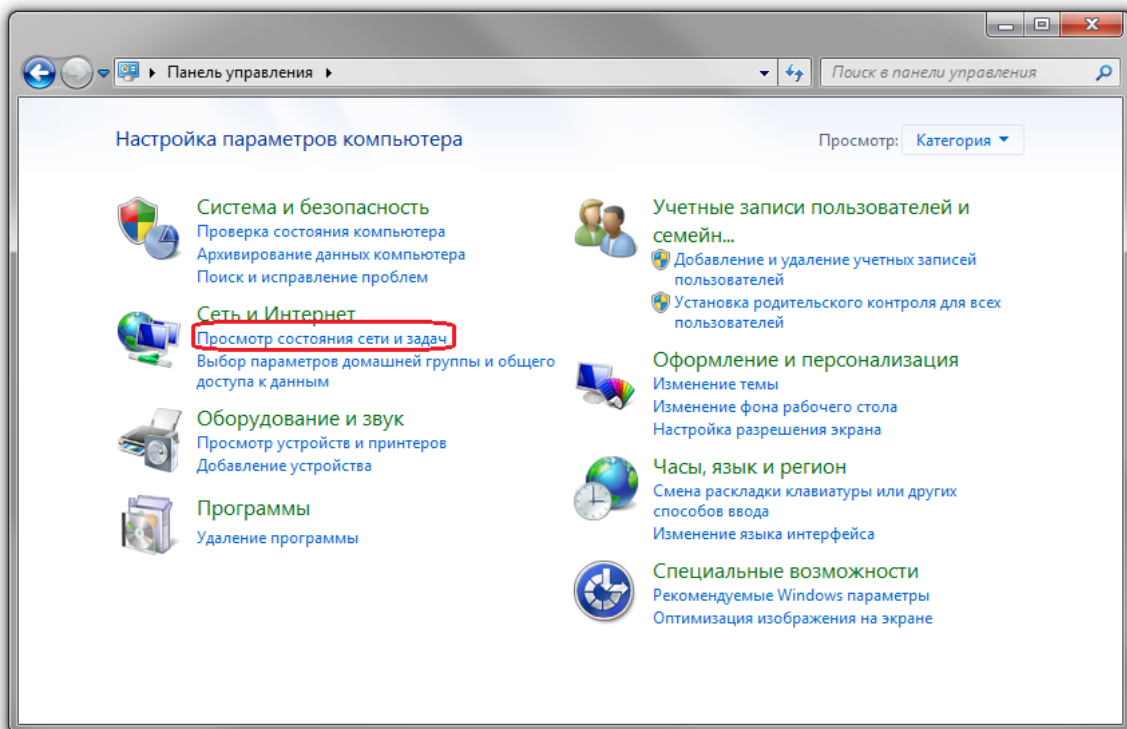 Панель управления
Поиск в панели управления
Настройка параметров компьютера
Просмотр: Категория
Система и безопасность
Проверка состояния компьютера
Архивирование данных компьютера
Поиск и исправление проблем
Сеть и Интернет
Просмотр состояния сети и задач
Выбор параметров домашней группы и общего
доступа к данным
Оборудование и звук
Просмотр устройств и принтеров
Добавление устройства
Программы
Удаление программы
Учетные записи пользователей и
семейн...
Добавление и удаление учетных записей
пользователей
Установка родительского контроля для всех
пользователей
Оформление и персонализация
Изменение темы
Изменение фона рабочего стола
Настройка разрешения экрана
Часы, язык и регион
Смена раскладки клавиатуры или других
способов ввода
Изменение языка интерфейса
Специальные возможности
Рекомендуемые Windows параметры
Оптимизация изображения на экране